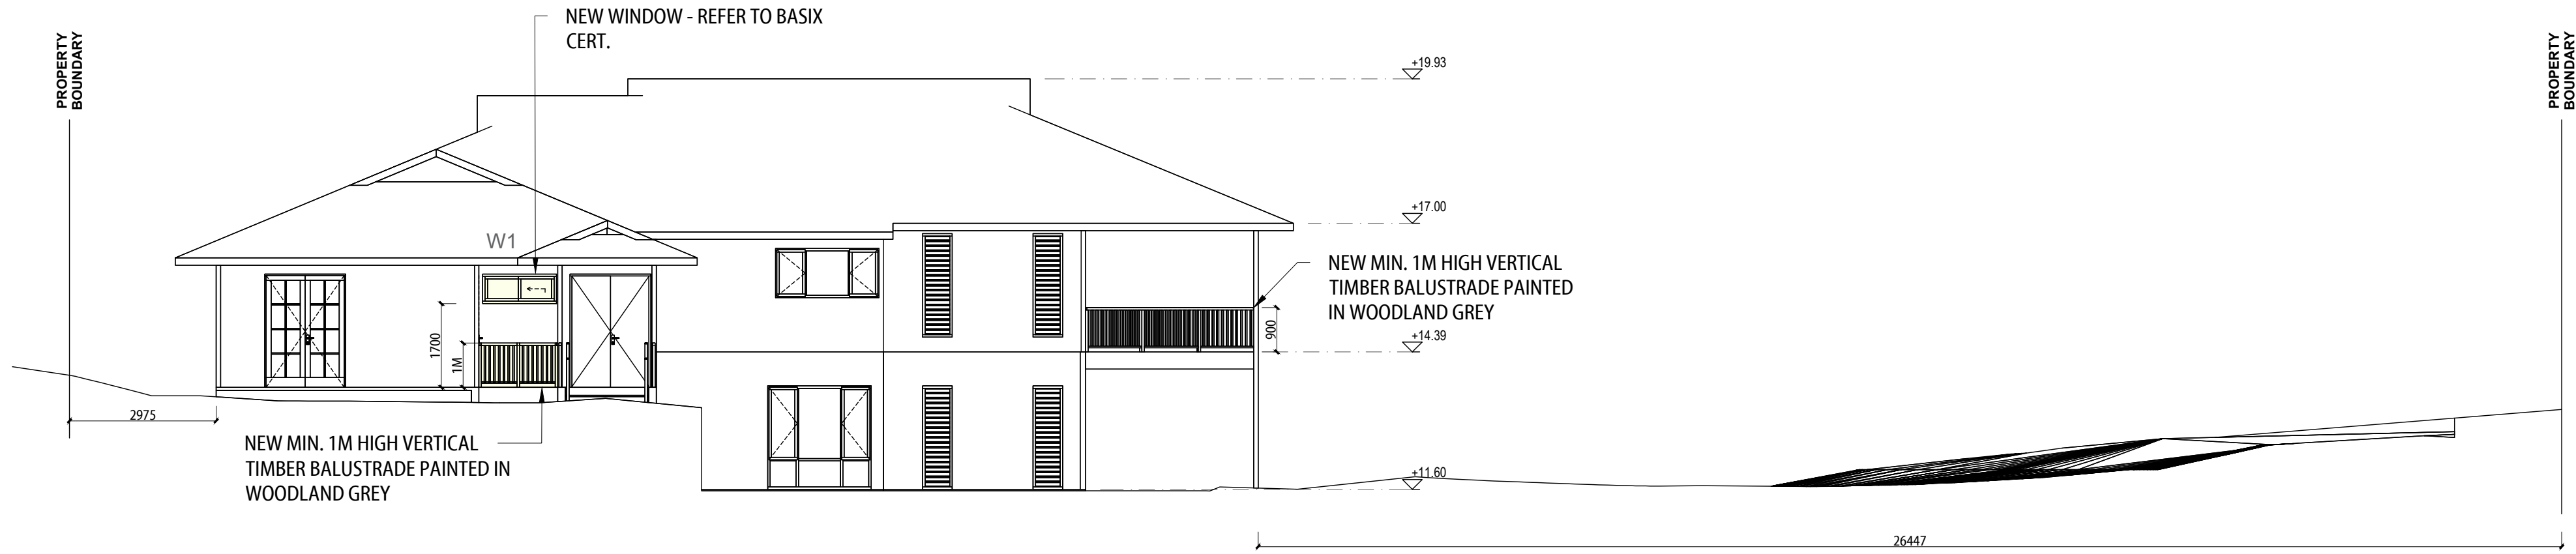 NEW WINDOW - REFER TO BASIX
CERT.
PROPERTY
BOUNDARY
PROPERTY
BOUNDARY
+19.93
+17.00
W1
NEW MIN. 1M HIGH VERTICAL
TIMBER BALUSTRADE PAINTED
IN WOODLAND GREY
900
+14.39
1700
1M
2975
NEW MIN. 1M HIGH VERTICAL
TIMBER BALUSTRADE PAINTED IN
WOODLAND GREY
+11.60
26447